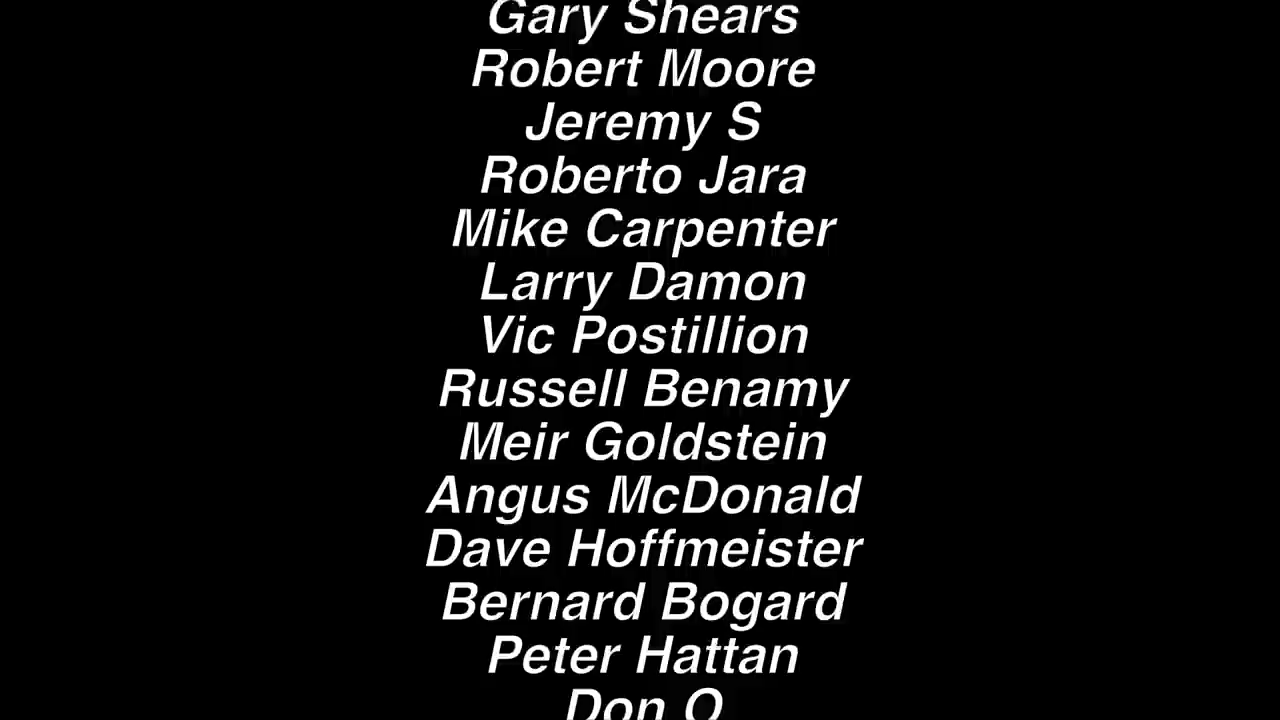 Gary Shears
Robert Moore
Jeremy S
Roberto Jara
Mike Carpenter
Larry Damon
Vic Postillion
Russell Benamy
Meir Goldstein
Angus McDonald
Dave Hoffmeister
Bernard Bogard
Peter Hattan
Don